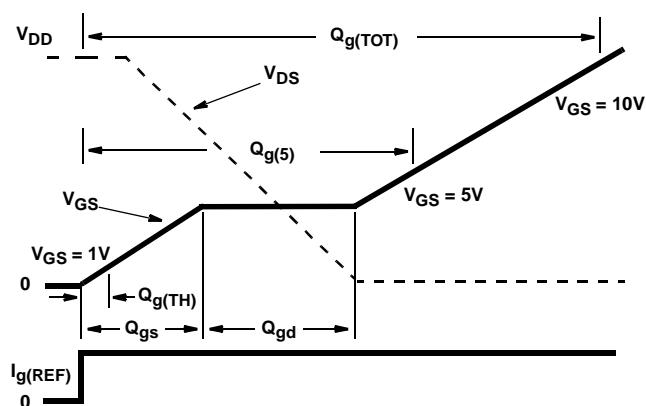 V_DD
Q_g(TOT)
V_DS
V_GS = 10V
Q_g(5)
V_GS
V_GS = 5V
V_GS = 1V
0
Q_g(TH)
Q_gs
Q_gd
I_g(REF)
0